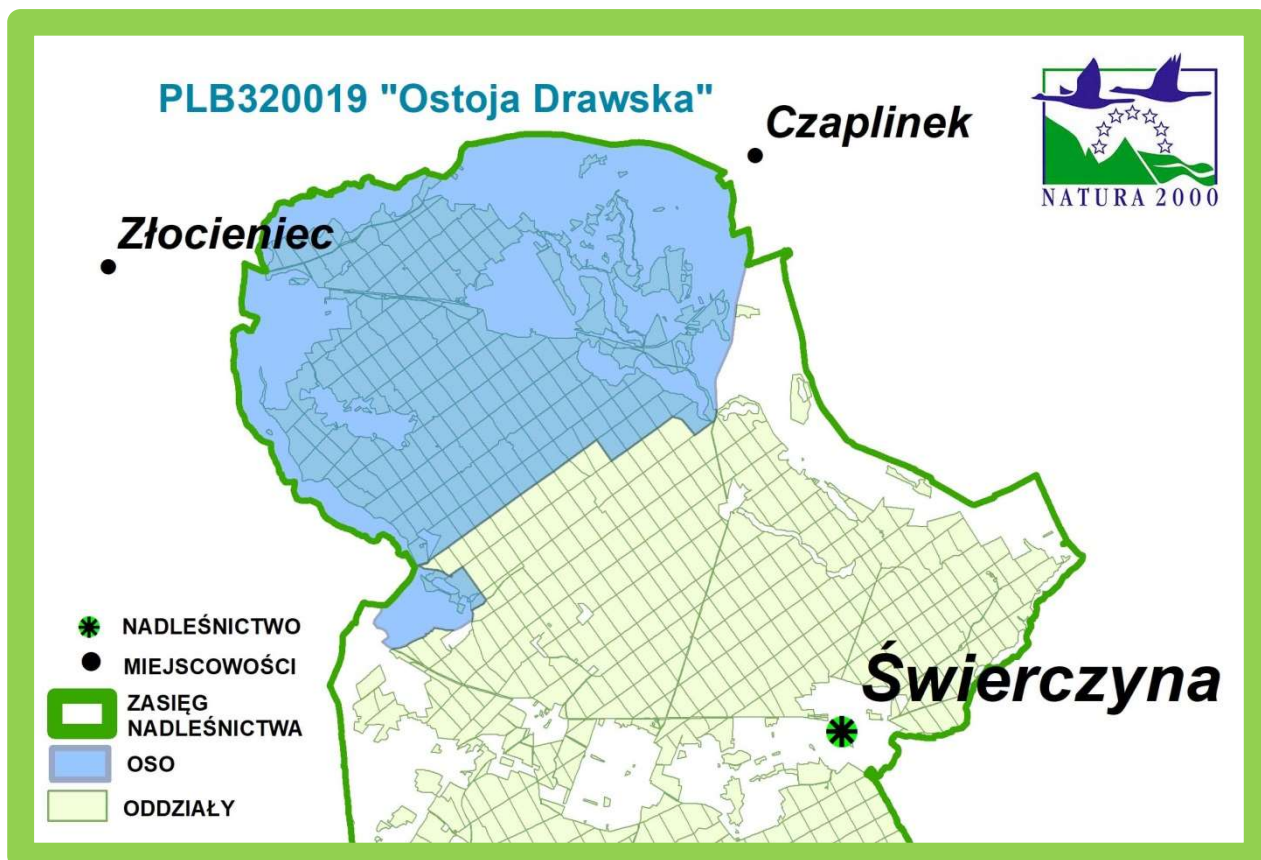 PLB320019 "Ostoja Drawska"
Czaplinek
NATURA 2000
Złocieniec
Świerczyna
NADLEŚNICTWO
MIEJSCOWOŚCI
ZASIĘG
NADLEŚNICTWA
OSO
ODDZIAŁY